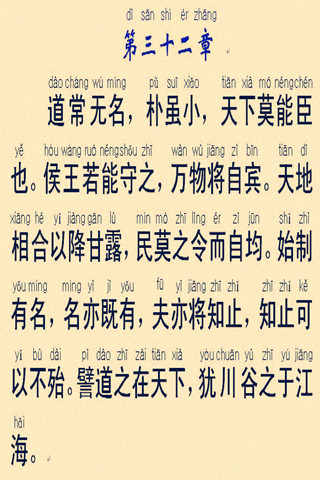 dì sān shí èr zhāng
第三十二章
dào cháng wú míng pǔ suī xiǎo tiān xià mò néng chén
道常无名，朴虽小，天下莫能臣
yě hóu wáng ruò néng shǒu zhī wàn wù jiāng zì bīn tiān dì
也。侯王若能守之，万物将自宾。天地
xiāng hé yǐ jiàng gān lù mín mò zhī lìng ér zì jūn shǐ zhì
相合以降甘露，民莫之令而自均。始制
yǒu míng míng yì jì yǒu fū yì jiāng zhī zhǐ zhī zhǐ kě
有名，名亦既有，夫亦将知止，知止可
yǐ bù dài pì dào zhī zài tiān xià yóu chuān yǔ zhī yú jiāng
以不殆。譬道之在天下，犹川谷之于江
hǎi
海。